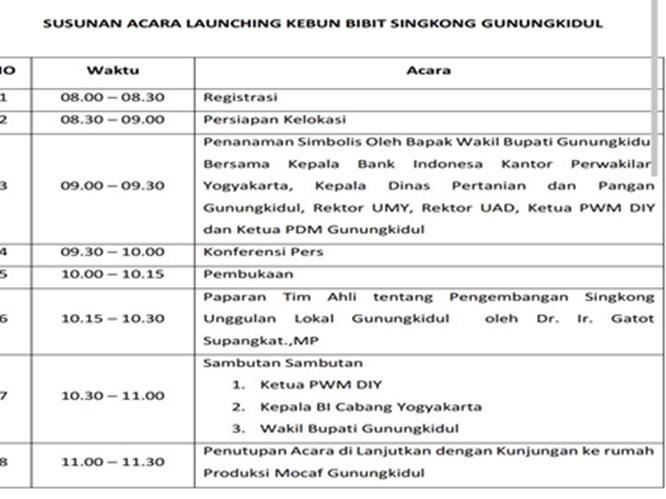 SUSUNAN ACARA LAUNCHING KEBUN BIBIT SINGKONG GUNUNGKIDUL
NO Waktu Acara
1 08.00 – 08.30 Registrasi
2 08.30 – 09.00 Persiapan Kelokasi
Penanaman Simbolis Oleh Bapak Wakil Bupati Gunungkidu
Bersama Kepala Bank Indonesa Kantor Perwakilan
3 09.00 – 09.30 Yogyakarta, Kepala Dinas Pertanian dan Pangan
Gunungkidul, Rektor UMY, Rektor UAD, Ketua PWM DIY
dan Ketua PDM Gunungkidul
4 09.30 – 10.00 Konferensi Pers
5 10.00 – 10.15 Pembukaan
Paparan Tim Ahli tentang Pengembangan Singkong
6 10.15 – 10.30 Unggulan Lokal Gunungkidul oleh Dr. Ir. Gatot
Supangkat.,MP
Sambutan Sambutan
1. Ketua PWM DIY
7 10.30 – 11.00
2. Kepala BI Cabang Yogyakarta
3. Wakil Bupati Gunungkidul
8 11.00 – 11.30 Penutupan Acara di Lanjutkan dengan Kunjungan ke rumah
Produksi Mocaf Gunungkidul